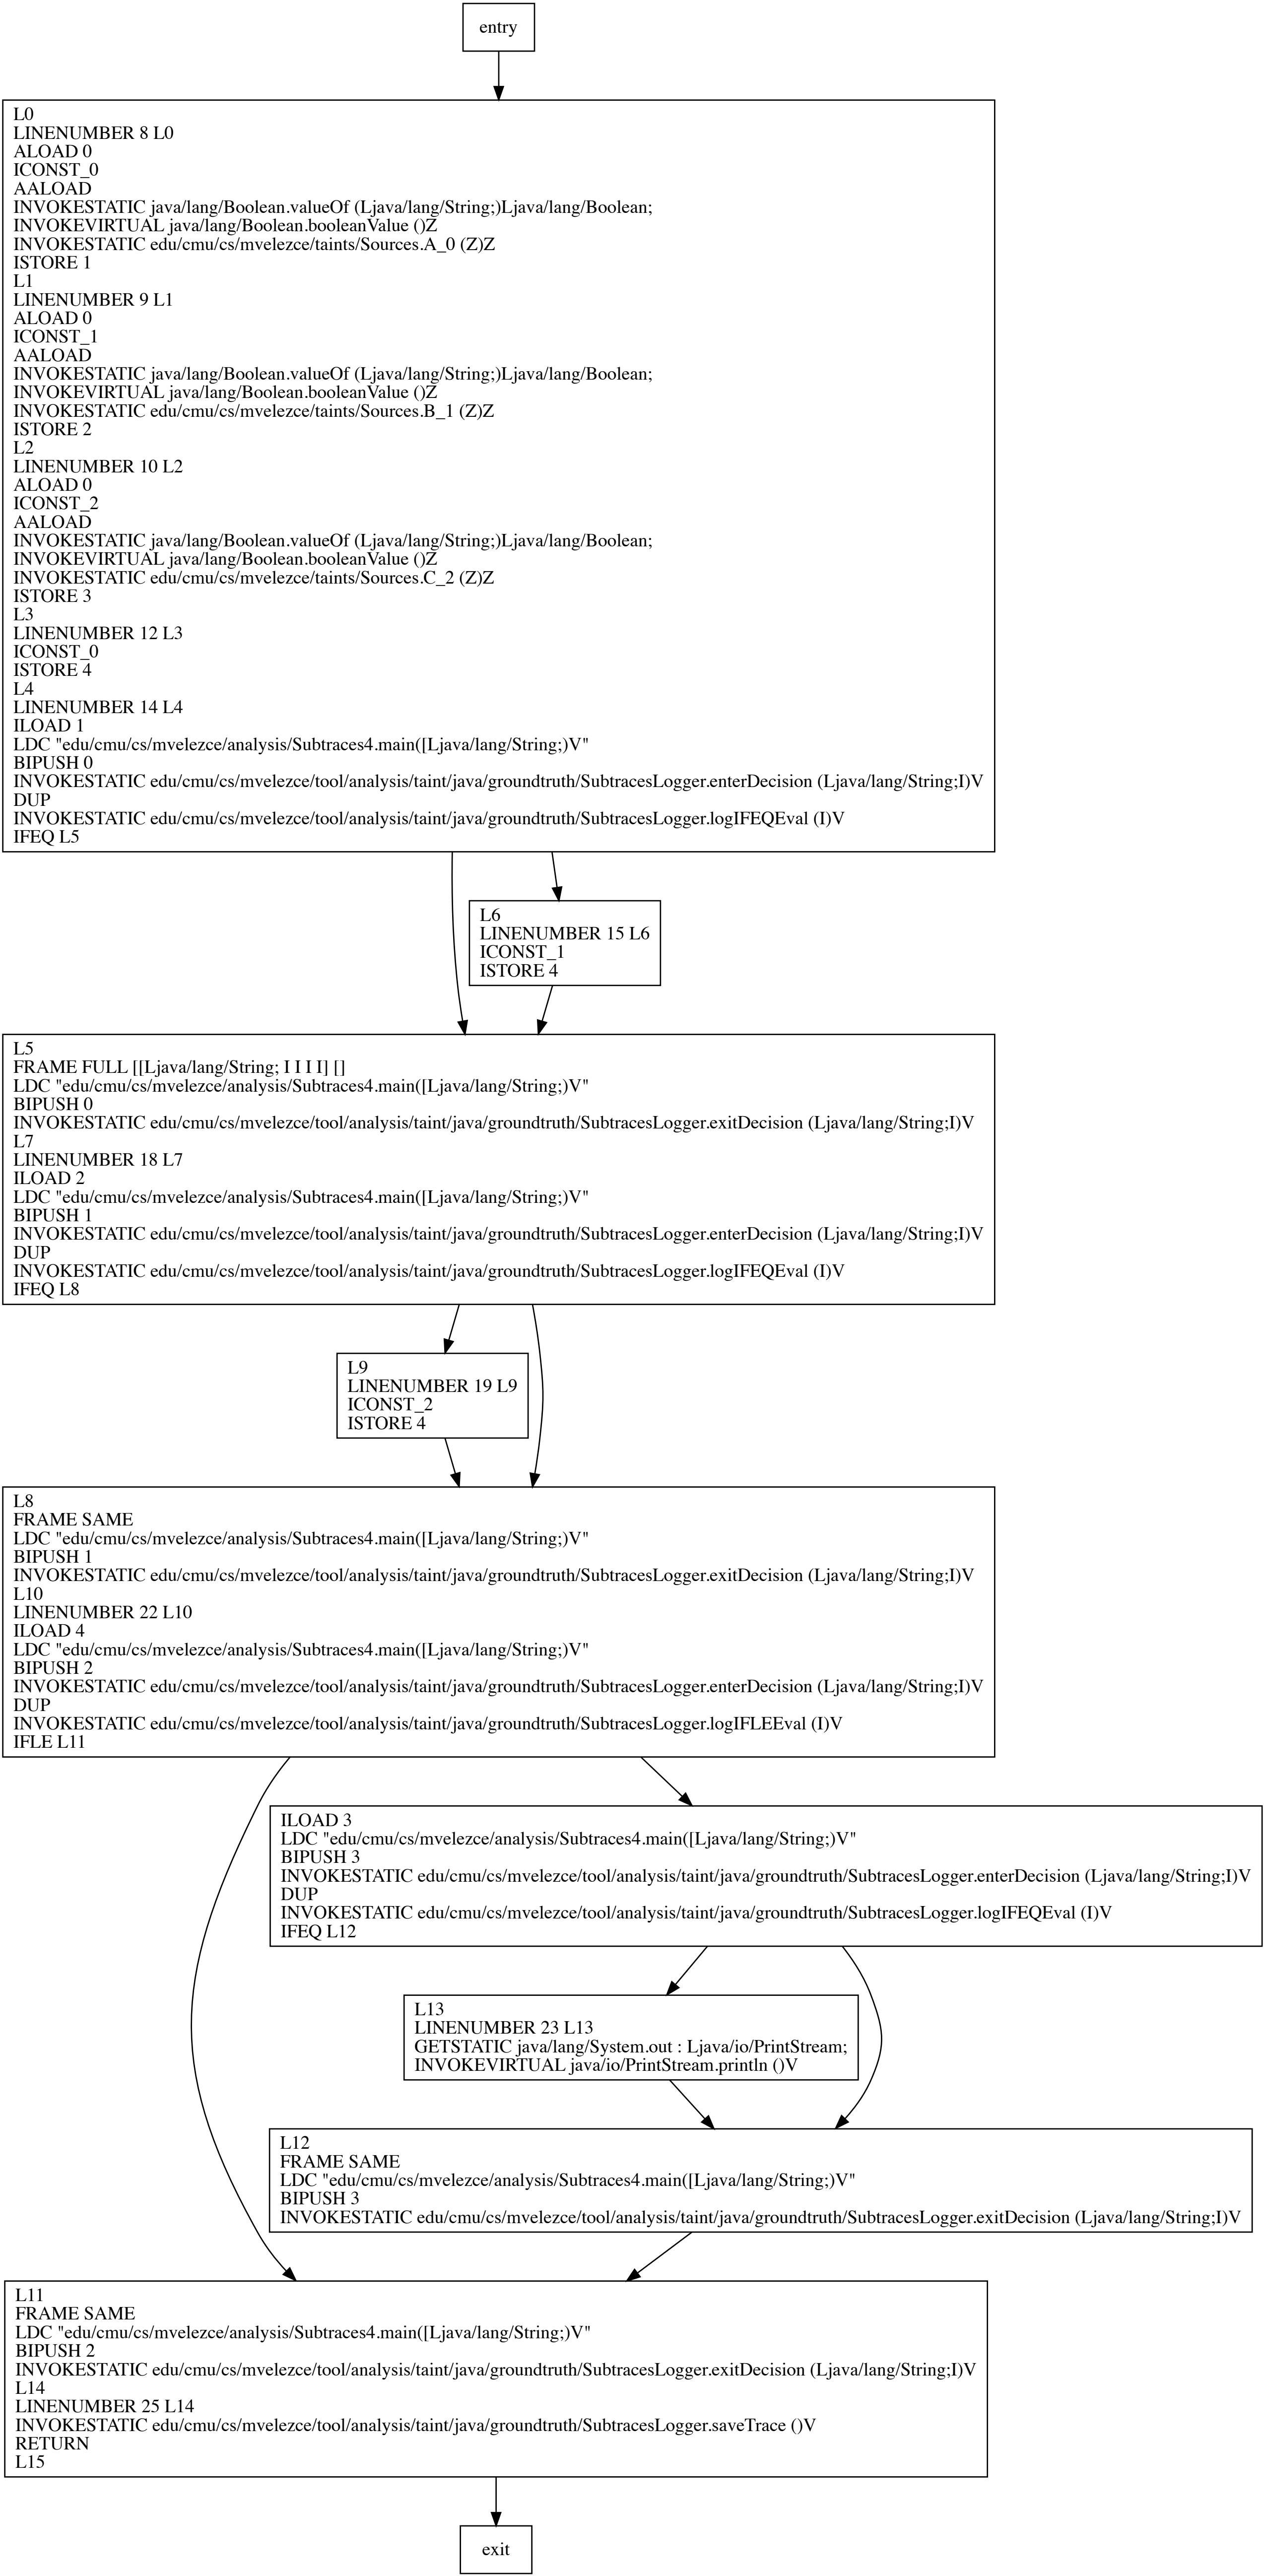 entry
L0
LINENUMBER 8 L0
ALOAD 0
ICONST_0
AALOAD
INVOKESTATIC java/lang/Boolean.valueOf (Ljava/lang/String;)Ljava/lang/Boolean;
INVOKEVIRTUAL java/lang/Boolean.booleanValue ()Z
INVOKESTATIC edu/cmu/cs/mvelezce/taints/Sources.A_0 (Z)Z
ISTORE 1
L1
LINENUMBER 9 L1
ALOAD 0
ICONST_1
AALOAD
INVOKESTATIC java/lang/Boolean.valueOf (Ljava/lang/String;)Ljava/lang/Boolean;
INVOKEVIRTUAL java/lang/Boolean.booleanValue ()Z
INVOKESTATIC edu/cmu/cs/mvelezce/taints/Sources.B_1 (Z)Z
ISTORE 2
L2
LINENUMBER 10 L2
ALOAD 0
ICONST_2
AALOAD
INVOKESTATIC java/lang/Boolean.valueOf (Ljava/lang/String;)Ljava/lang/Boolean;
INVOKEVIRTUAL java/lang/Boolean.booleanValue ()Z
INVOKESTATIC edu/cmu/cs/mvelezce/taints/Sources.C_2 (Z)Z
ISTORE 3
L3
LINENUMBER 12 L3
ICONST_0
ISTORE 4
L4
LINENUMBER 14 L4
ILOAD 1
LDC "edu/cmu/cs/mvelezce/analysis/Subtraces4.main([Ljava/lang/String;)V"
BIPUSH 0
INVOKESTATIC edu/cmu/cs/mvelezce/tool/analysis/taint/java/groundtruth/SubtracesLogger.enterDecision (Ljava/lang/String;I)V
DUP
INVOKESTATIC edu/cmu/cs/mvelezce/tool/analysis/taint/java/groundtruth/SubtracesLogger.logIFEQEval (I)V
IFEQ L5
L6
LINENUMBER 15 L6
ICONST_1
ISTORE 4
L5
FRAME FULL [[Ljava/lang/String; I I I I] []
LDC "edu/cmu/cs/mvelezce/analysis/Subtraces4.main([Ljava/lang/String;)V"
BIPUSH 0
INVOKESTATIC edu/cmu/cs/mvelezce/tool/analysis/taint/java/groundtruth/SubtracesLogger.exitDecision (Ljava/lang/String;I)V
L7
LINENUMBER 18 L7
ILOAD 2
LDC "edu/cmu/cs/mvelezce/analysis/Subtraces4.main([Ljava/lang/String;)V"
BIPUSH 1
INVOKESTATIC edu/cmu/cs/mvelezce/tool/analysis/taint/java/groundtruth/SubtracesLogger.enterDecision (Ljava/lang/String;I)V
DUP
INVOKESTATIC edu/cmu/cs/mvelezce/tool/analysis/taint/java/groundtruth/SubtracesLogger.logIFEQEval (I)V
IFEQ L8
L9
LINENUMBER 19 L9
ICONST_2
ISTORE 4
L8
FRAME SAME
LDC "edu/cmu/cs/mvelezce/analysis/Subtraces4.main([Ljava/lang/String;)V"
BIPUSH 1
INVOKESTATIC edu/cmu/cs/mvelezce/tool/analysis/taint/java/groundtruth/SubtracesLogger.exitDecision (Ljava/lang/String;I)V
L10
LINENUMBER 22 L10
ILOAD 4
LDC "edu/cmu/cs/mvelezce/analysis/Subtraces4.main([Ljava/lang/String;)V"
BIPUSH 2
INVOKESTATIC edu/cmu/cs/mvelezce/tool/analysis/taint/java/groundtruth/SubtracesLogger.enterDecision (Ljava/lang/String;I)V
DUP
INVOKESTATIC edu/cmu/cs/mvelezce/tool/analysis/taint/java/groundtruth/SubtracesLogger.logIFLEEval (I)V
IFLE L11
ILOAD 3
LDC "edu/cmu/cs/mvelezce/analysis/Subtraces4.main([Ljava/lang/String;)V"
BIPUSH 3
INVOKESTATIC edu/cmu/cs/mvelezce/tool/analysis/taint/java/groundtruth/SubtracesLogger.enterDecision (Ljava/lang/String;I)V
DUP
INVOKESTATIC edu/cmu/cs/mvelezce/tool/analysis/taint/java/groundtruth/SubtracesLogger.logIFEQEval (I)V
IFEQ L12
L13
LINENUMBER 23 L13
GETSTATIC java/lang/System.out : Ljava/io/PrintStream;
INVOKEVIRTUAL java/io/PrintStream.println ()V
L12
FRAME SAME
LDC "edu/cmu/cs/mvelezce/analysis/Subtraces4.main([Ljava/lang/String;)V"
BIPUSH 3
INVOKESTATIC edu/cmu/cs/mvelezce/tool/analysis/taint/java/groundtruth/SubtracesLogger.exitDecision (Ljava/lang/String;I)V
L11
FRAME SAME
LDC "edu/cmu/cs/mvelezce/analysis/Subtraces4.main([Ljava/lang/String;)V"
BIPUSH 2
INVOKESTATIC edu/cmu/cs/mvelezce/tool/analysis/taint/java/groundtruth/SubtracesLogger.exitDecision (Ljava/lang/String;I)V
L14
LINENUMBER 25 L14
INVOKESTATIC edu/cmu/cs/mvelezce/tool/analysis/taint/java/groundtruth/SubtracesLogger.saveTrace ()V
RETURN
L15
exit